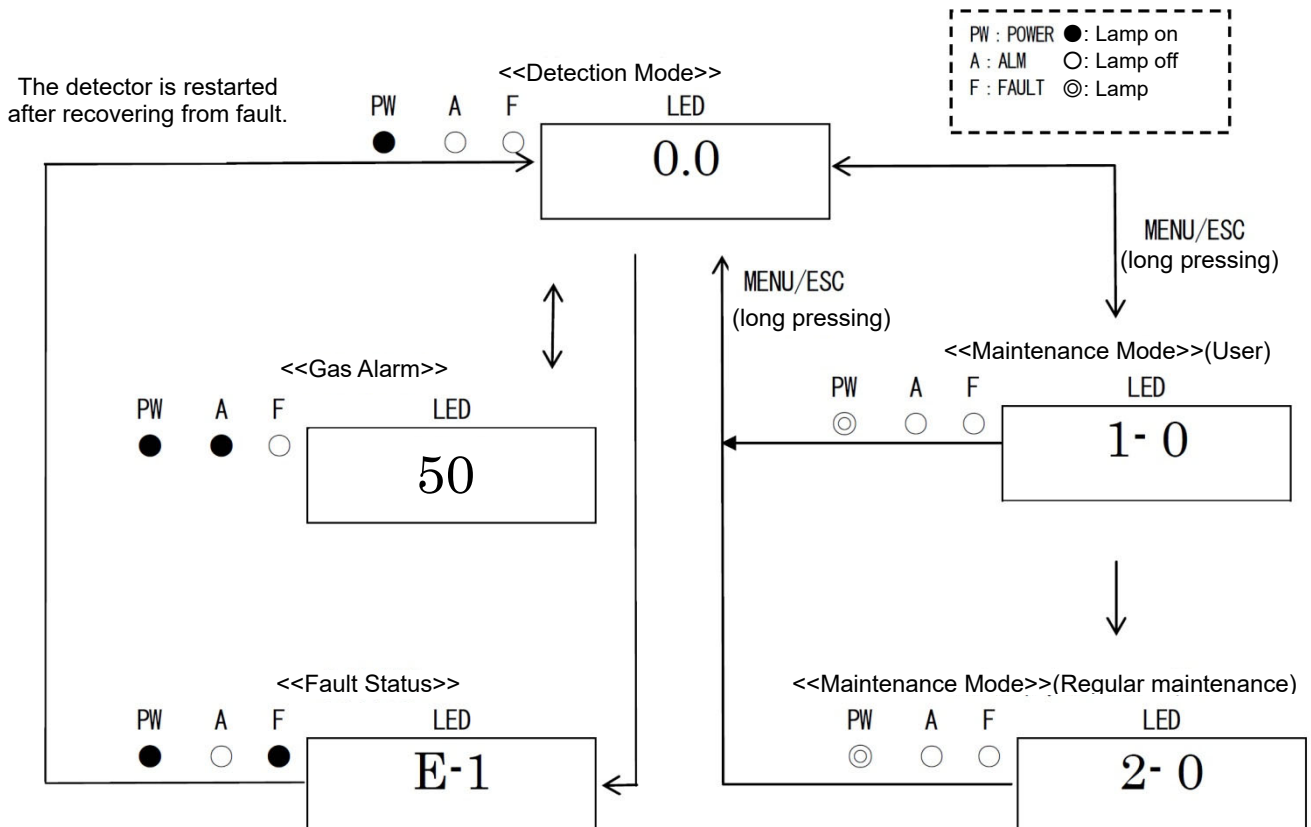 PW : POWER ●: Lamp on
A : ALM ○: Lamp off
F : FAULT ◎: Lamp
The detector is restarted
after recovering from fault.
<<Detection Mode>>
PW A F LED
0.0
MENU/ESC
(long pressing)
MENU/ESC
(long pressing)
<<Gas Alarm>>
PW A F LED
50
<<Maintenance Mode>>(User)
PW A F LED
1- 0
<<Fault Status>>
PW A F LED
E-1
<<Maintenance Mode>>(Regular maintenance)
PW A F LED
2- 0